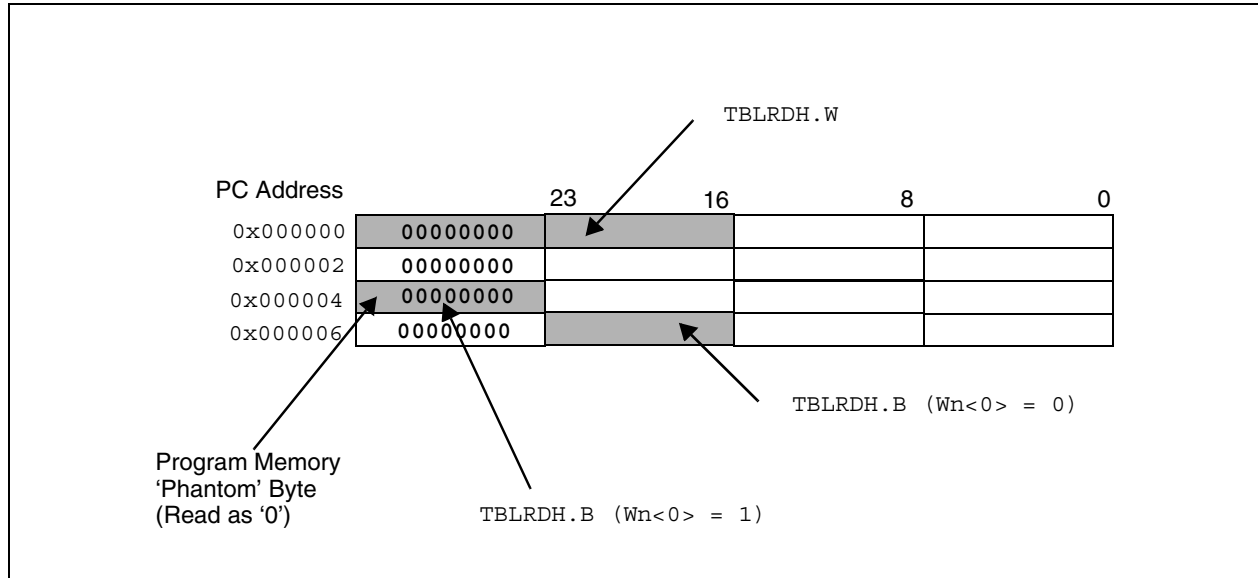 TBLRDH.W
PC Address
23 16 8 0
0x000000 00000000
0x000002 00000000
0x000004 00000000
0x000006 00000000
TBLRDH.B (Wn<0> = 0)
Program Memory
‘Phantom’ Byte
(Read as ‘0’)
TBLRDH.B (Wn<0> = 1)